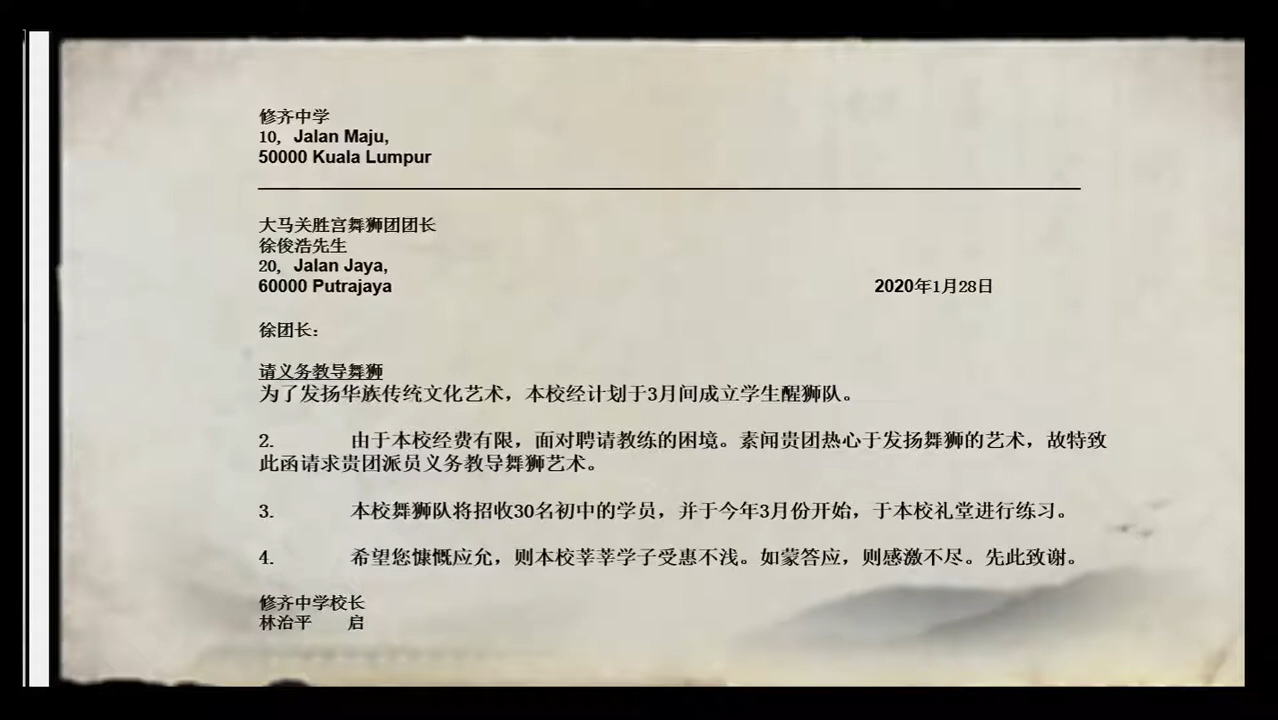 修齐中学
10, Jalan Maju,
50000 Kuala Lumpur
大马关胜宫舞狮团团长
徐俊浩先生
20, Jalan Jaya,
60000 Putrajaya 2020年1月28日
徐团长：
请义务教导舞狮
为了发扬华族传统文化艺术，本校经计划于3月间成立学生醒狮队。
2. 由于本校经费有限，面对聘请教练的困境。素闻贵团热心于发扬舞狮的艺术，故特致
此函请求贵团派员义务教导舞狮艺术。
3. 本校舞狮队将招收30名初中的学员，并于今年3月份开始，于本校礼堂进行练习。
4. 希望您慷慨应允，则本校莘莘学子受惠不浅。如蒙答应，则感激不尽。先此致谢。
修齐中学校长
林治平 启